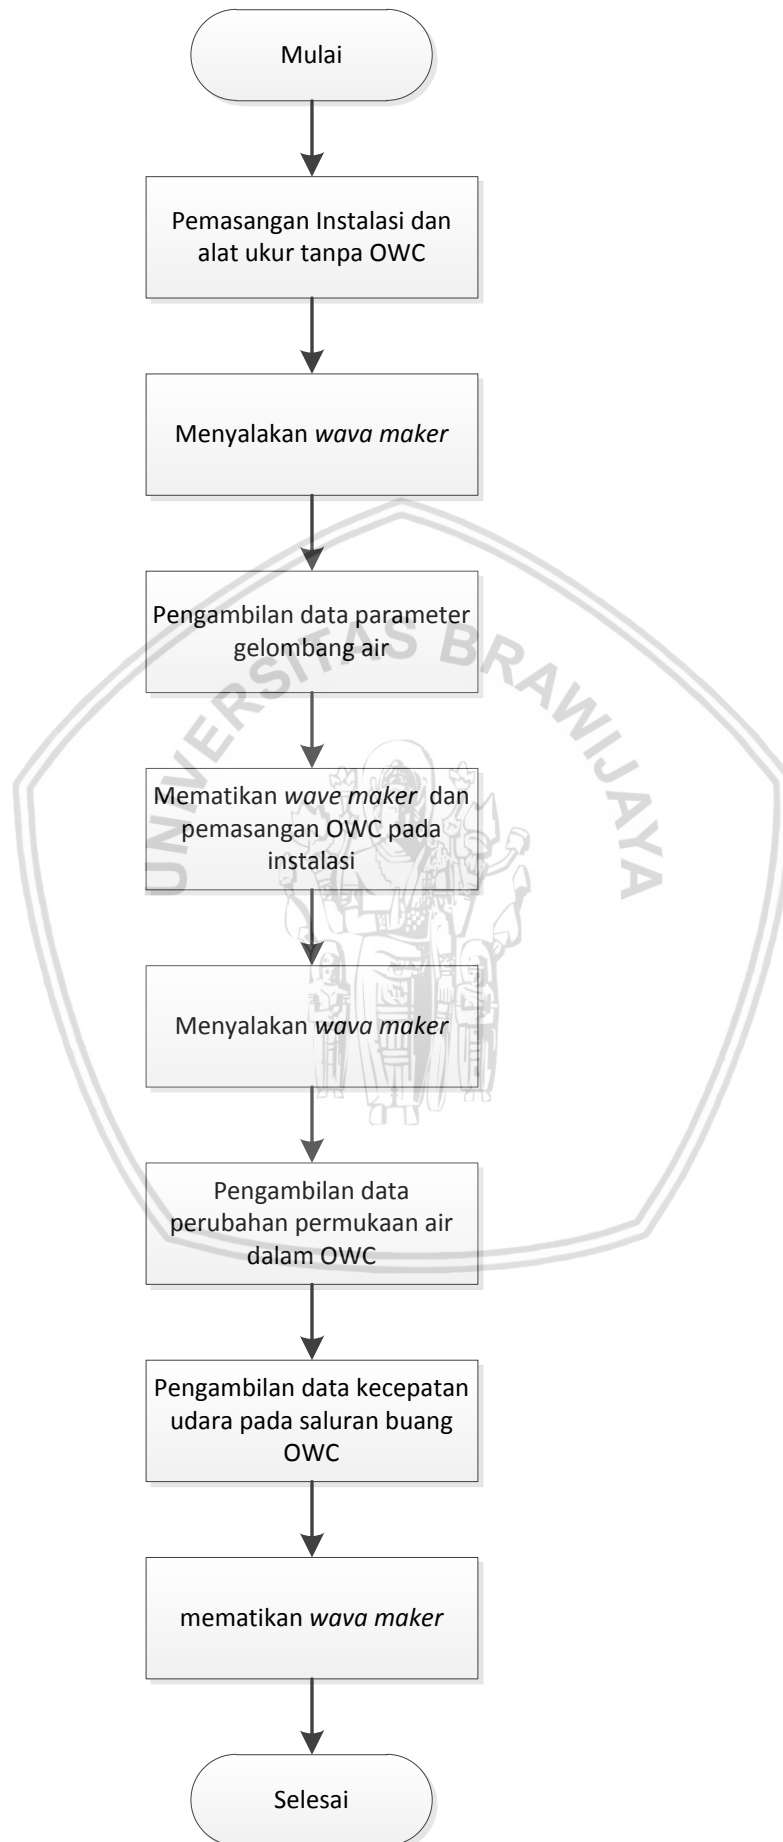 Mulai
Pemasangan Instalasi dan
alat ukur tanpa OWC
Menyalakan wava maker
Pengambilan data parameter
gelombang air
UNIVERSITAS BRAWIJAYA
Mematikan wave maker dan
pemasangan OWC pada
instalasi
Menyalakan wava maker
Pengambilan data
perubahan permukaan air
dalam OWC
Pengambilan data kecepatan
udara pada saluran buang
OWC
mematikan wava maker
Selesai